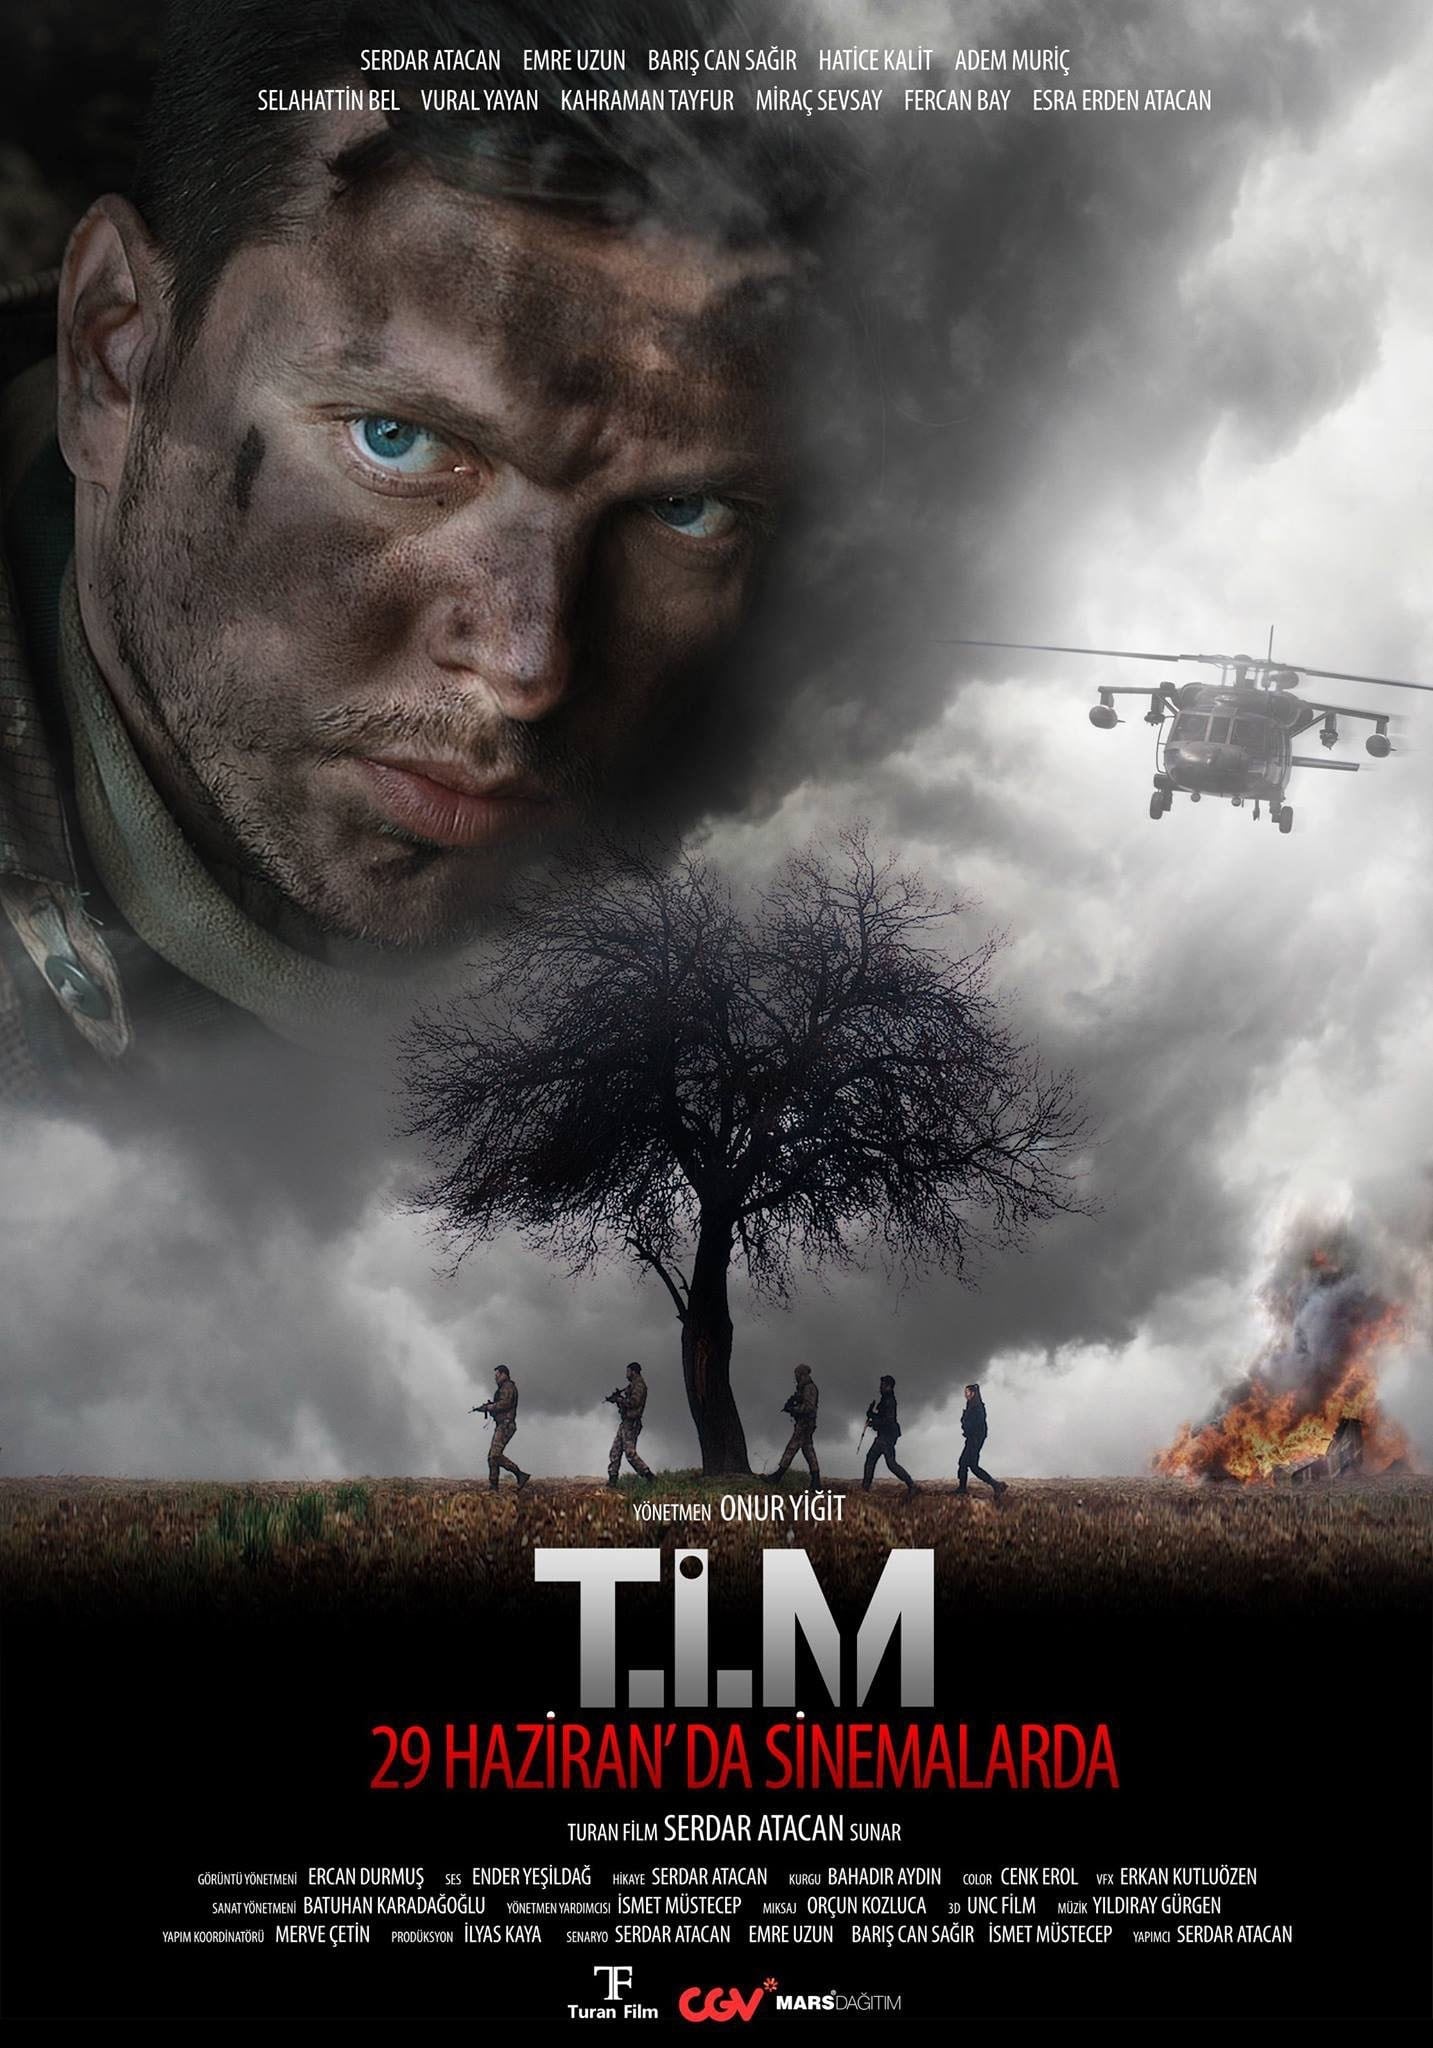 SERDAR ATACAN EMRE UZUN BARIŞ CAN SAĞIR HATİCE KALİT ADEM MURİÇ
SELAHATTİN BEL VURAL YAYAN KAHRAMAN TAYFUR MİRAÇ SEVSAY FERCAN BAY ESRA ERDEN ATACAN
YÖNETMEN ONUR YİĞİT
T.İ.M
29 HAZİRAN'DA SİNEMALARDA
TURAN FİLM SERDAR ATACAN SUNAR
GÖRÜNTÜ YÖNETMENİ ERCAN DURMUŞ SES ENDER YEŞİLDAĞ HİKAYE SERDAR ATACAN KURGU BAHADIR AYDIN COLOR CENK EROL VFX ERKAN KUTLUÖZEN
SANAT YÖNETMENİ BATUHAN KARADAĞOĞLU YÖNETMEN YARDIMCISI İSMET MÜSTECEP MIKSAJ ORÇUN KOZLUCA 3D UNC FİLM MÜZİK YILDIRAY GÜRGEN
YAPIM KOORDİNATÖRÜ MERVE ÇETİN PRODÜKSYON İLYAS KAYA SENARYO SERDAR ATACAN EMRE UZUN BARIŞ CAN SAĞIR İSMET MÜSTECEP YAPIMCI SERDAR ATACAN
TF
Turan Film
CGV MARS DAĞITIM